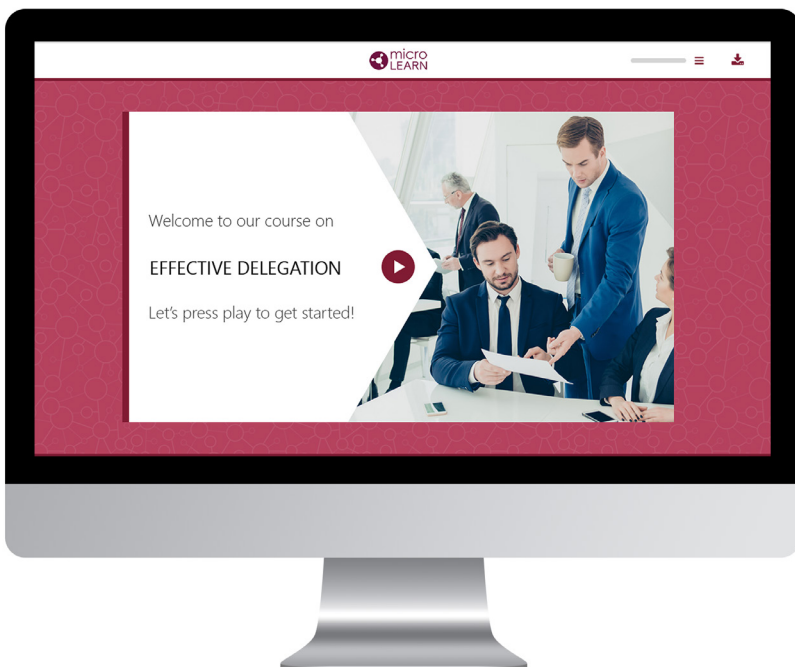 micro
LEARN
Welcome to our course on
EFFECTIVE DELEGATION
Let's press play to get started!